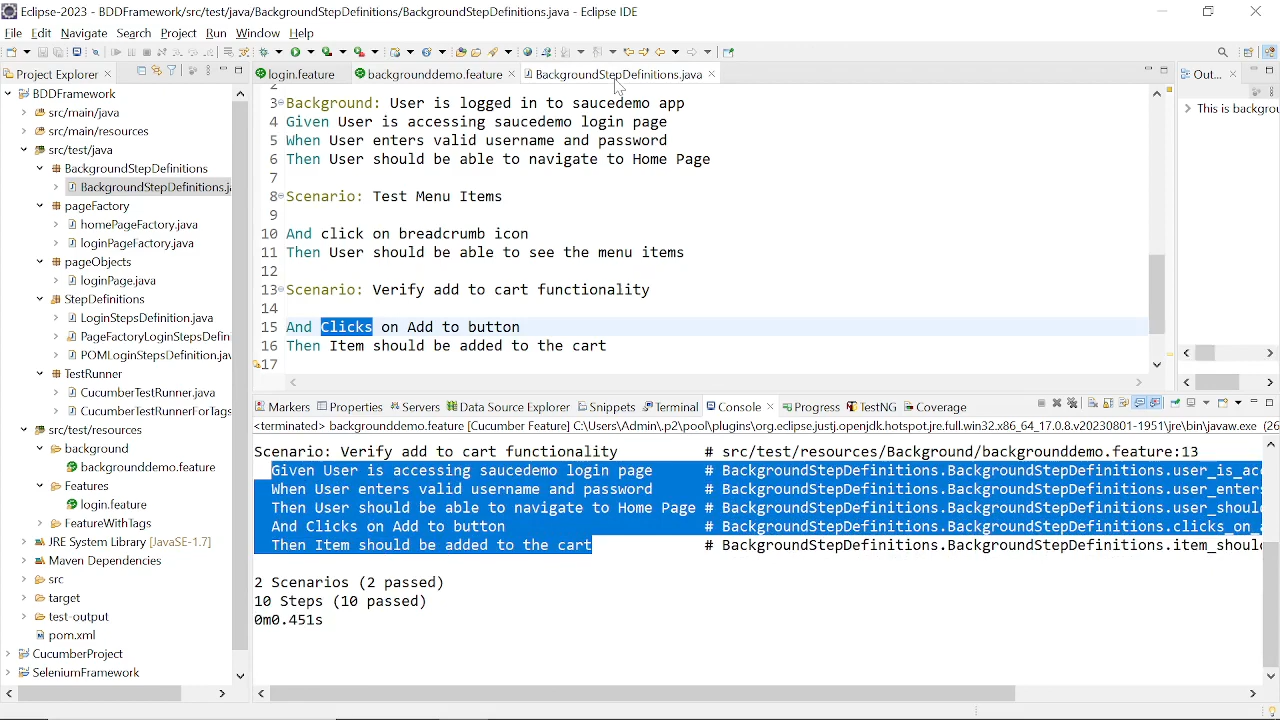 Eclipse-2023 - BDDFramework/src/test/java/BackgroundStepDefinitions/BackgroundStepDefinitions.java - Eclipse IDE
File Edit Navigate Search Project Run Window Help
Project Explorer
login.feature backgrounddemo.feature BackgroundStepDefinitions.java
Out...
BDDFramework
src/main/java
src/main/resources
src/test/java
BackgroundStepDefinitions
BackgroundStepDefinitions.j
pageFactory
homePageFactory.java
loginPageFactory.java
pageObjects
loginPage.java
StepDefinitions
LoginStepsDefinition.java
PageFactoryLoginStepsDefin
POMLoginStepsDefinition.jav
TestRunner
CucumberTestRunner.java
CucumberTestRunnerForTags
src/test/resources
background
backgrounddemo.feature
Features
login.feature
FeatureWithTags
JRE System Library [JavaSE-1.7]
Maven Dependencies
src
target
test-output
pom.xml
CucumberProject
SeleniumFramework
2
3 Background: User is logged in to saucedemo app
4 Given User is accessing saucedemo login page
5 When User enters valid username and password
6 Then User should be able to navigate to Home Page
7
8 Scenario: Test Menu Items
9
10 And click on breadcrumb icon
11 Then User should be able to see the menu items
12
13 Scenario: Verify add to cart functionality
14
15 And Clicks on Add to button
16 Then Item should be added to the cart
17
This is backgrou
Markers Properties Servers Data Source Explorer Snippets Terminal Console Progress TestNG Coverage
<terminated> backgrounddemo.feature [Cucumber Feature] C:\Users\Admin\.p2\pool\plugins\org.eclipse.justj.openjdk.hotspot.jre.full.win32.x86_64_17.0.8.v20230801-1951\jre\bin\javaw.exe (26
Scenario: Verify add to cart functionality # src/test/resources/Background/backgrounddemo.feature:13
Given User is accessing saucedemo login page # BackgroundStepDefinitions.BackgroundStepDefinitions.user_is_ac
When User enters valid username and password # BackgroundStepDefinitions.BackgroundStepDefinitions.user_enter
Then User should be able to navigate to Home Page # BackgroundStepDefinitions.BackgroundStepDefinitions.user_shoul
And Clicks on Add to button # BackgroundStepDefinitions.BackgroundStepDefinitions.clicks_on_
Then Item should be added to the cart # BackgroundStepDefinitions.BackgroundStepDefinitions.item_shoul
2 Scenarios (2 passed)
10 Steps (10 passed)
0m0.451s